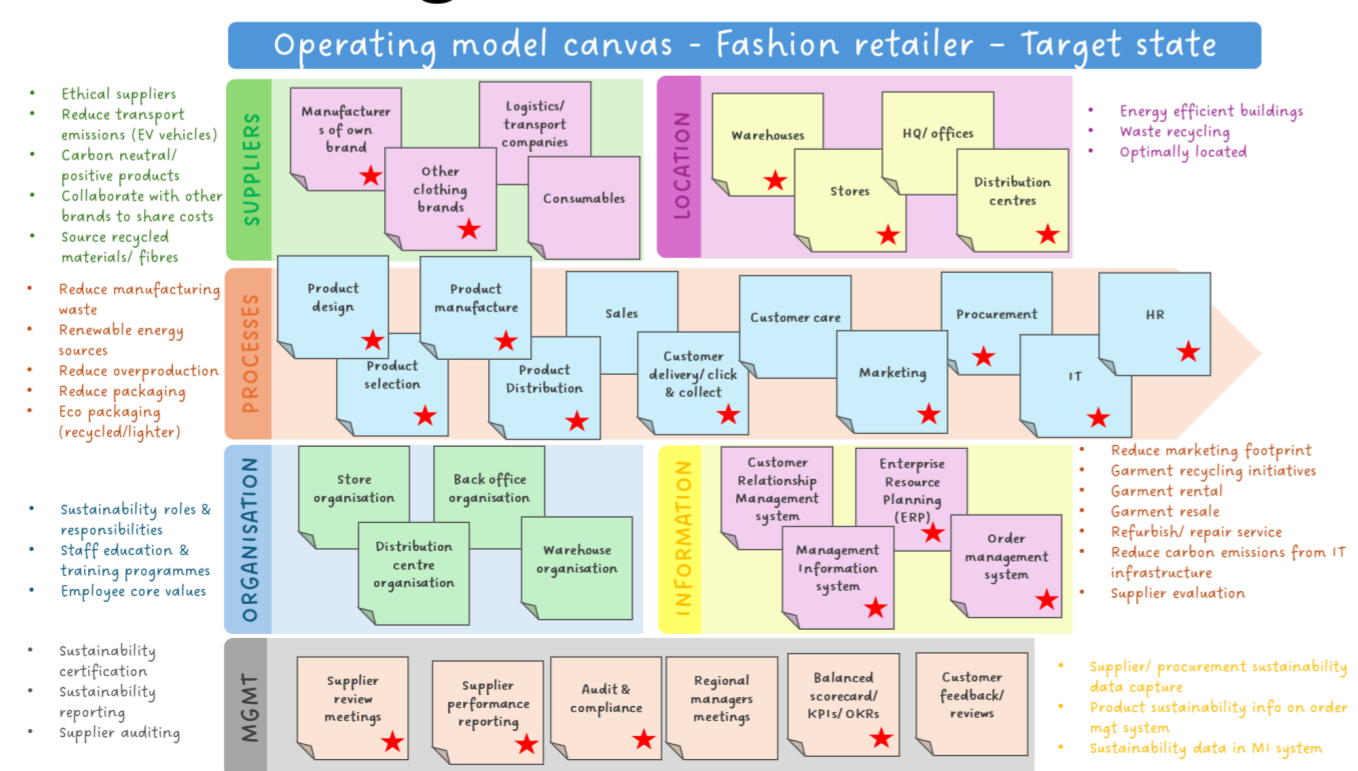 Operating model canvas - Fashion retailer – Target state
• Ethical suppliers
• Reduce transport
emissions (EV vehicles)
• Carbon neutral/
positive products
• Collaborate with other
brands to share costs
• Source recycled
materials/ fibres
SUPPLIERS
Manufacturer
s of own
brand
Other
clothing
brands
Logistics/
transport
companies
Consumables
LOCATION
Warehouses
Stores
HQ/ offices
Distribution
centres
• Energy efficient buildings
• Waste recycling
• Optimally located
• Reduce manufacturing
waste
• Renewable energy
sources
• Reduce overproduction
• Reduce packaging
• Eco packaging
(recycled/lighter)
PROCESSES
Product
design
Product
selection
Product
manufacture
Product
Distribution
Sales
Customer
delivery/ click
& collect
Customer care
Marketing
Procurement
IT
HR
• Reduce marketing footprint
• Garment recycling initiatives
• Garment rental
• Garment resale
• Refurbish/ repair service
• Reduce carbon emissions from IT
infrastructure
• Supplier evaluation
• Sustainability roles &
responsibilities
• Staff education &
training programmes
• Employee core values
ORGANISATION
Store
organisation
Distribution
centre
organisation
Back office
organisation
Warehouse
organisation
INFORMATION
Customer
Relationship
Management
system
Management
Information
system
Enterprise
Resource
Planning
(ERP)
Order
management
system
• Sustainability
certification
• Sustainability
reporting
• Supplier auditing
MGMT
Supplier
review
meetings
Supplier
performance
reporting
Audit &
compliance
Regional
managers
meetings
Balanced
scorecard/
KPIs/ OKRs
Customer
feedback/
reviews
• Supplier/ procurement sustainability
data capture
• Product sustainability info on order
mgt system
• Sustainability data in MI system